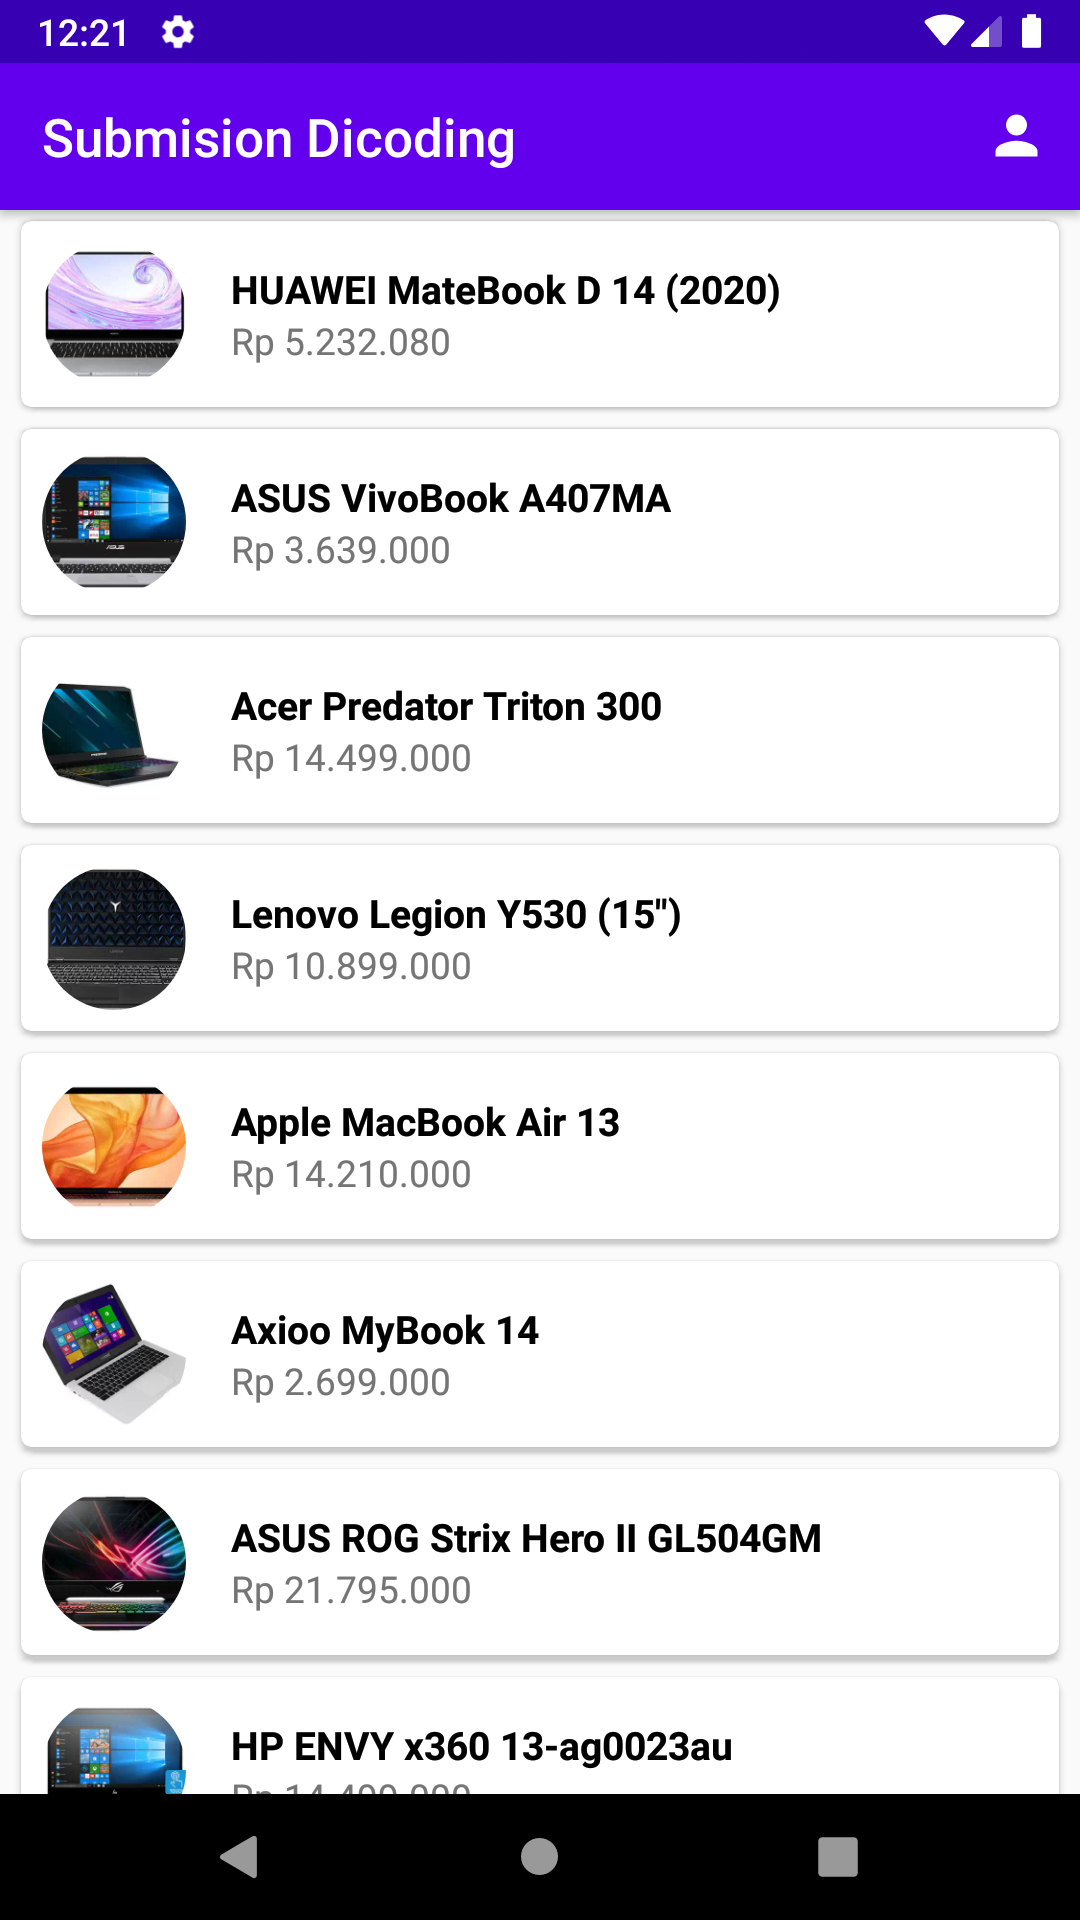 12:21
Submision Dicoding
HUAWEI MateBook D 14 (2020)
Rp 5.232.080
ASUS VivoBook A407MA
Rp 3.639.000
Acer Predator Triton 300
Rp 14.499.000
Lenovo Legion Y530 (15")
Rp 10.899.000
Apple MacBook Air 13
Rp 14.210.000
Axioo MyBook 14
Rp 2.699.000
ASUS ROG Strix Hero II GL504GM
Rp 21.795.000
HP ENVY x360 13-ag0023au